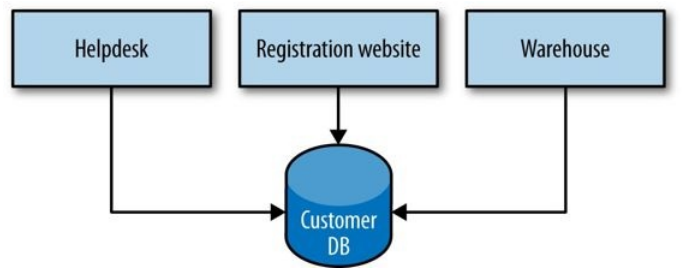 Helpdesk
Registration website
Warehouse
Customer
DB